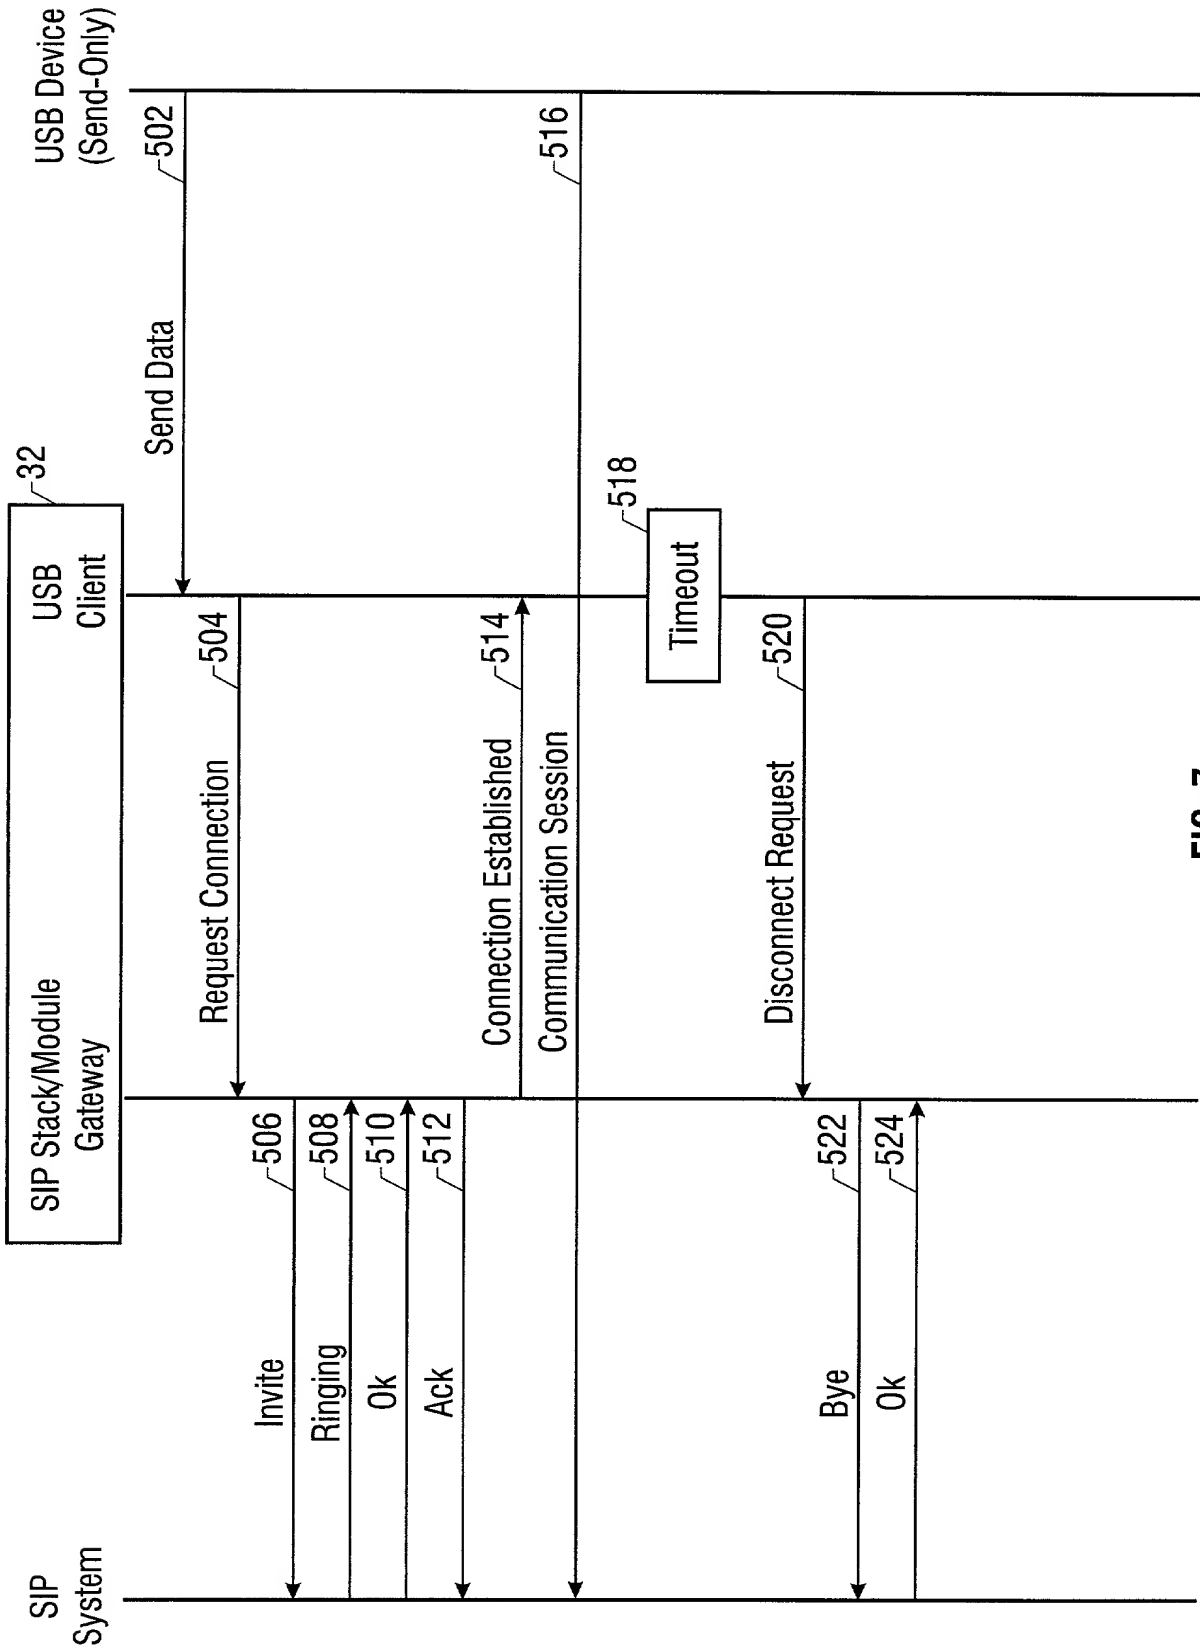 SIP
System
SIP Stack/Module
Gateway
USB
Client
32
USB Device
(Send-Only)
Send Data
502
Request Connection
504
Invite
506
Ringing
508
Ok
510
Ack
512
Connection Established
514
Communication Session
516
Timeout
518
Disconnect Request
520
Bye
522
Ok
524